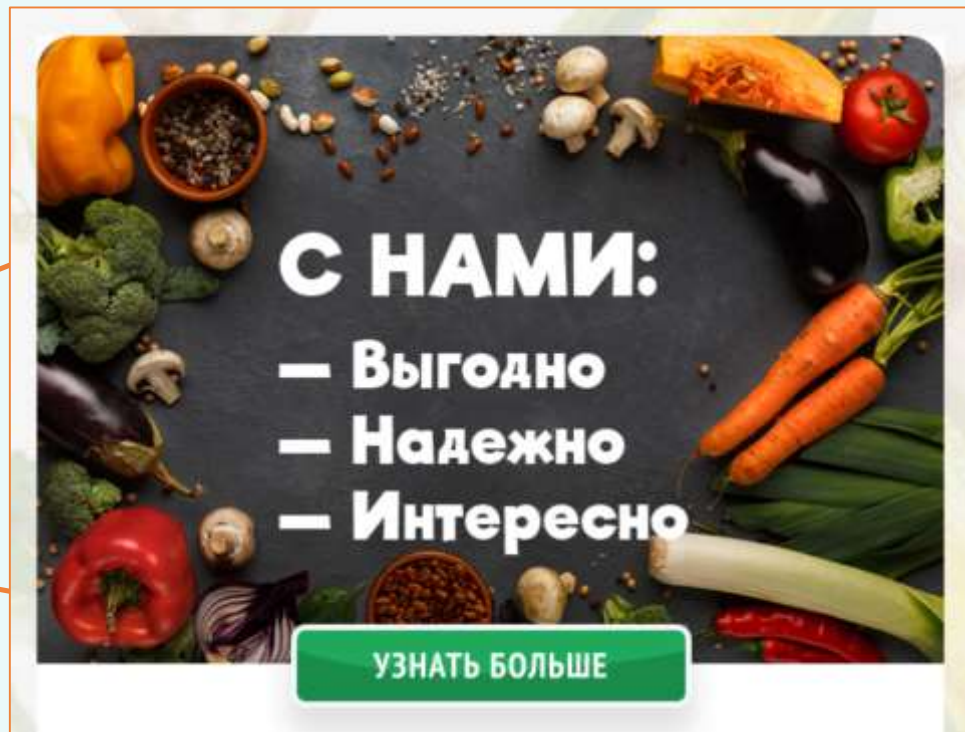 С НАМИ:
— Выгодно
— Надежно
— Интересно
УЗНАТЬ БОЛЬШЕ